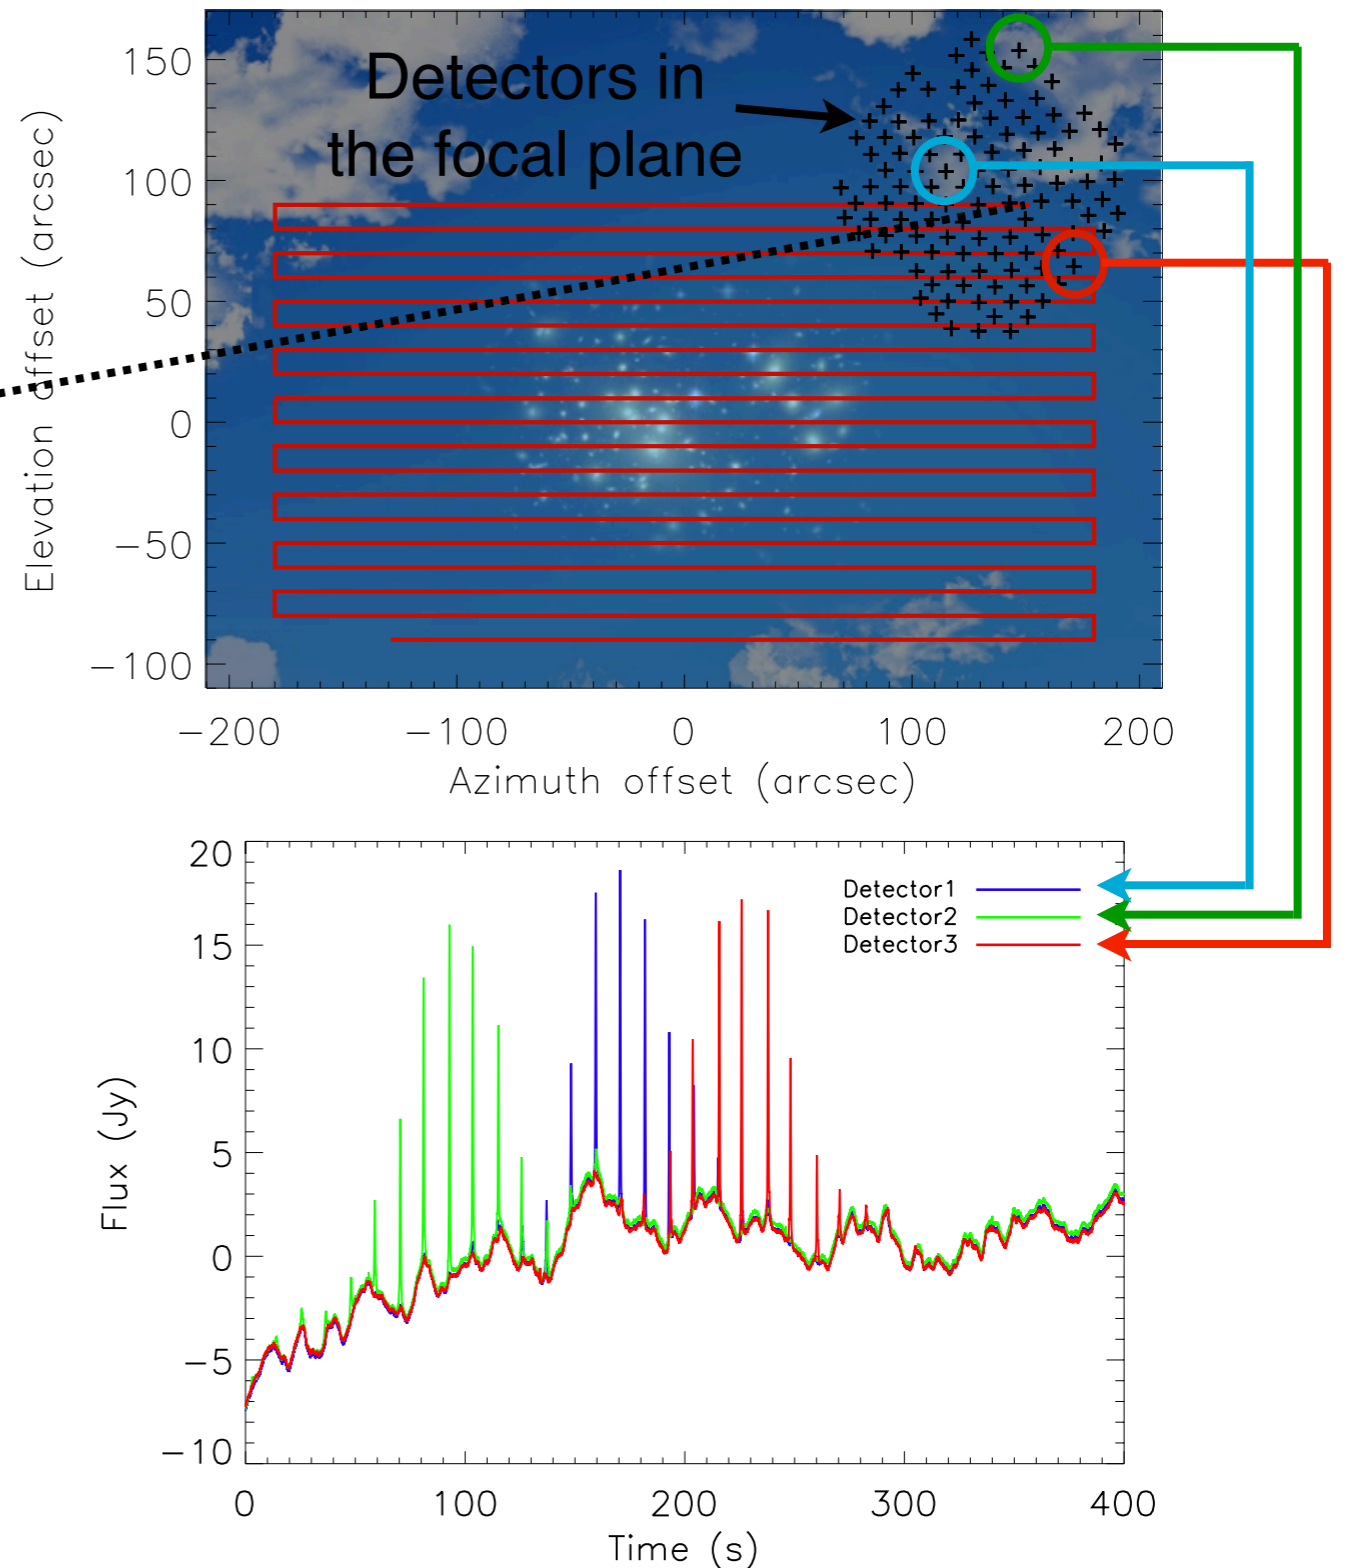 150
100
50
0
−50
−100
Elevation offset (arcsec)
Detectors in
the focal plane
−200
−100
0
100
200
Azimuth offset (arcsec)
20
15
10
5
0
−5
−10
Flux (Jy)
Detector1
Detector2
Detector3
0
100
200
300
400
Time (s)